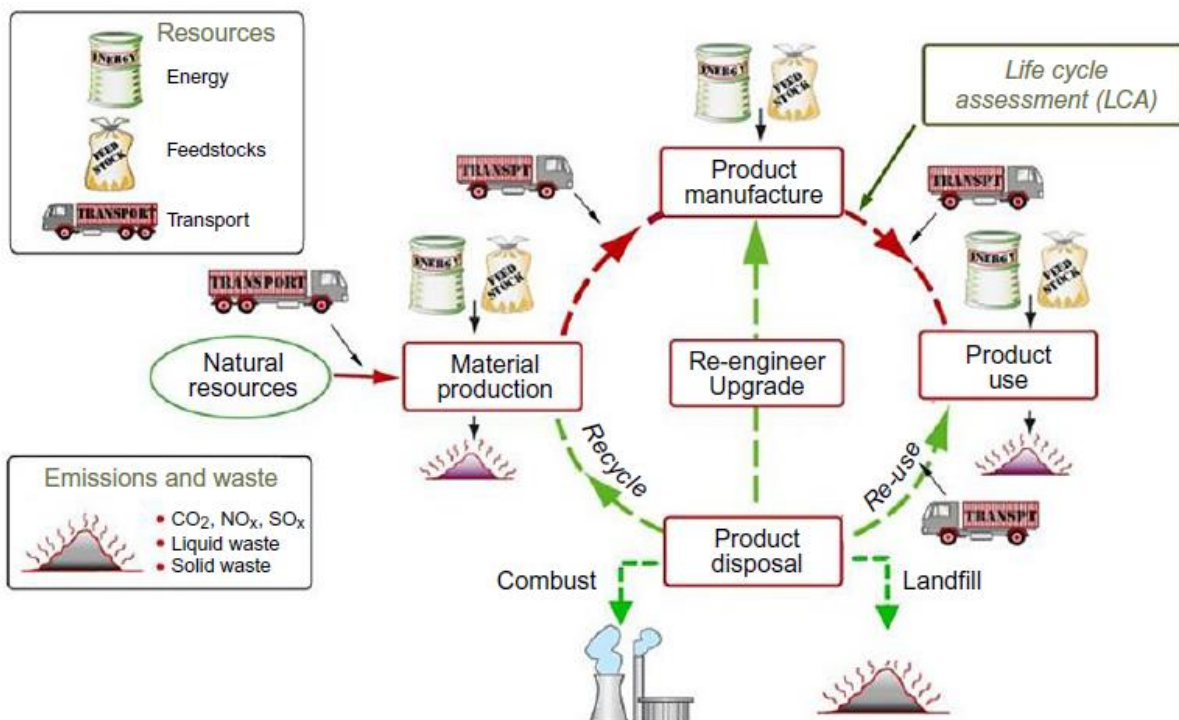 Resources
ENERGY
Energy
FEED
STOCK
Feedstocks
TRANSPORT
Transport
ENERGY
FEED
STOCK
Life cycle
assessment (LCA)
TRANSPT
Product
manufacture
TRANSPT
ENERGY
FEED
STOCK
ENERGY
FEED
STOCK
TRANSPORT
Natural
resources
Material
production
Re-engineer
Upgrade
Product
use
Recycle
Re-use
Emissions and waste
• CO₂, NOₓ, SOₓ
• Liquid waste
• Solid waste
TRANSPT
Product
disposal
Combust
Landfill